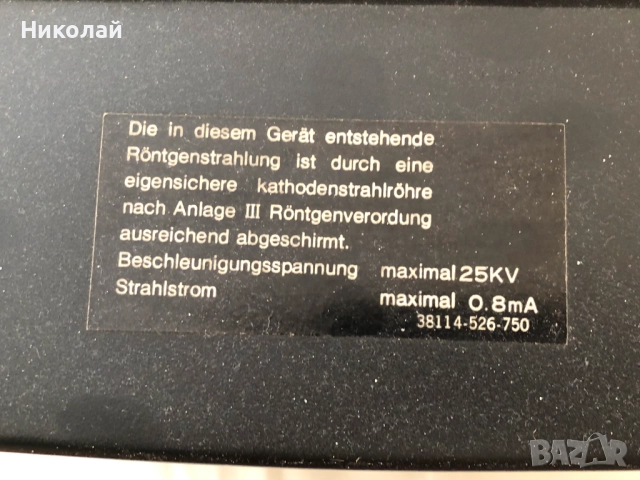 Николай
Die in diesem Gerät entstehende
Röntgenstrahlung ist durch eine
eigensichere kathodenstrahlröhre
nach Anlage III Röntgenverordung
ausreichend abgeschirmt.
Beschleunigungsspannung maximal 25KV
Strahlstrom maximal 0.8mA
38114-526-750
BAZAR